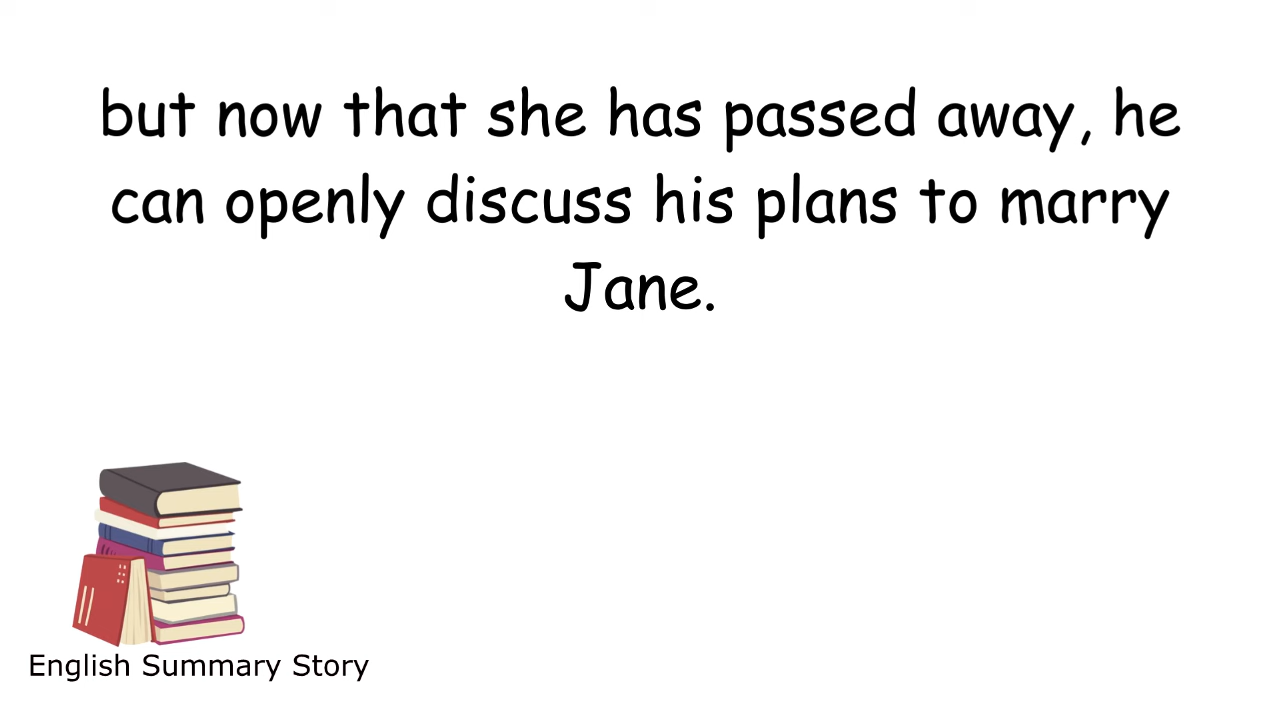 but now that she has passed away, he
can openly discuss his plans to marry
Jane.
English Summary Story